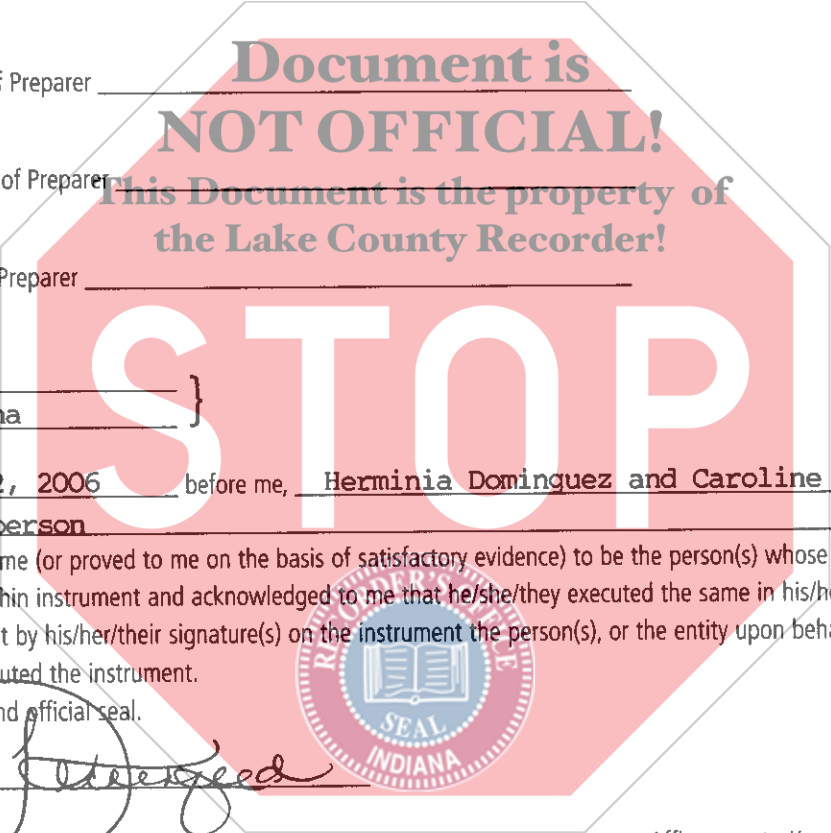 Document is
f Preparer
NOT OFFICIAL!
of Preparer
This Document is the property of
the Lake County Recorder!
Preparer
STOP
na }
2, 2006 before me, Herminia Dominguez and Caroline
person
me (or proved to me on the basis of satisfactory evidence) to be the person(s) whose
hin instrument and acknowledged to me that he/she/they executed the same in his/he
t by his/her/their signature(s) on the instrument the person(s), or the entity upon beha
uted the instrument.
nd official seal.
RECORDER'S OFFICE
SEAL
INDIANA